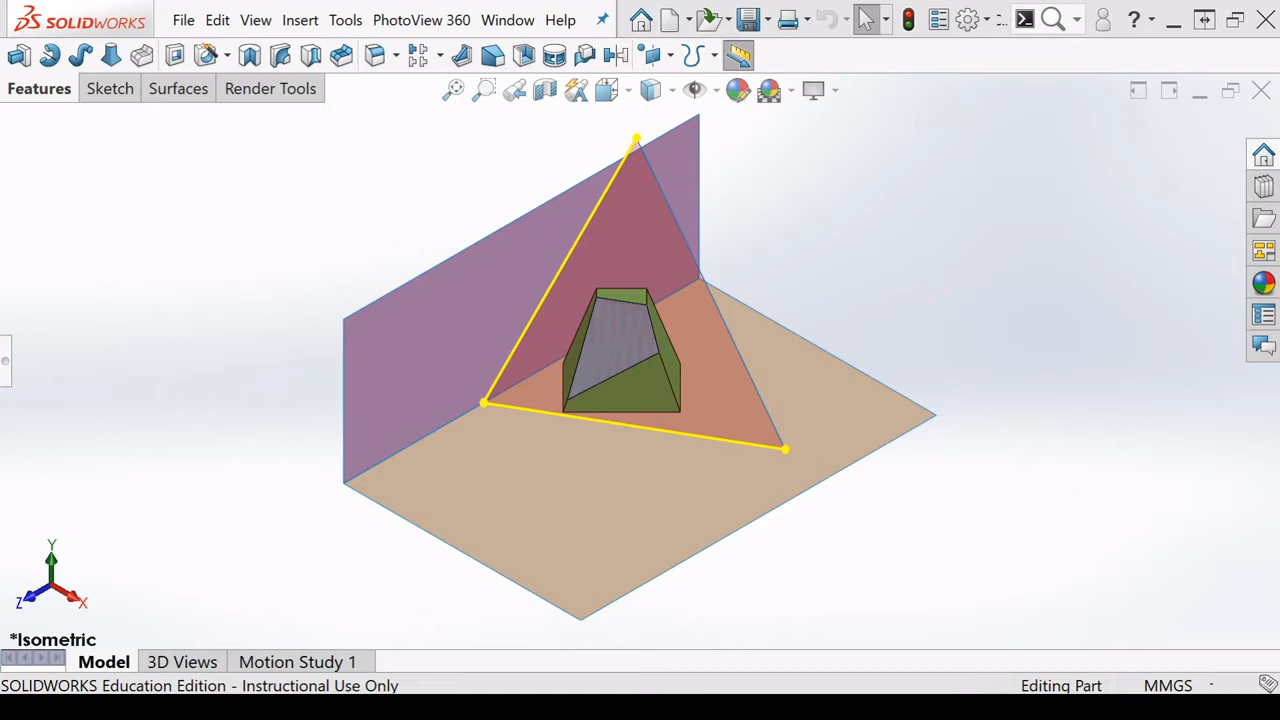 SOLIDWORKS File Edit View Insert Tools PhotoView 360 Window Help
Features Sketch Surfaces Render Tools
Y
Z X
*Isometric
Model 3D Views Motion Study 1
SOLIDWORKS Education Edition - Instructional Use Only Editing Part MMGS